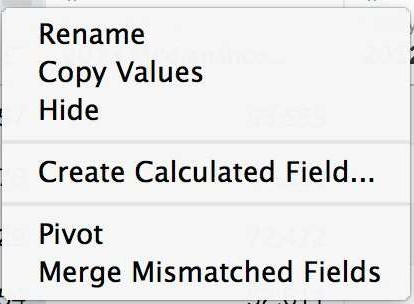 Rename
Copy Values
Hide
Create Calculated Field...
Pivot
Merge Mismatched Fields